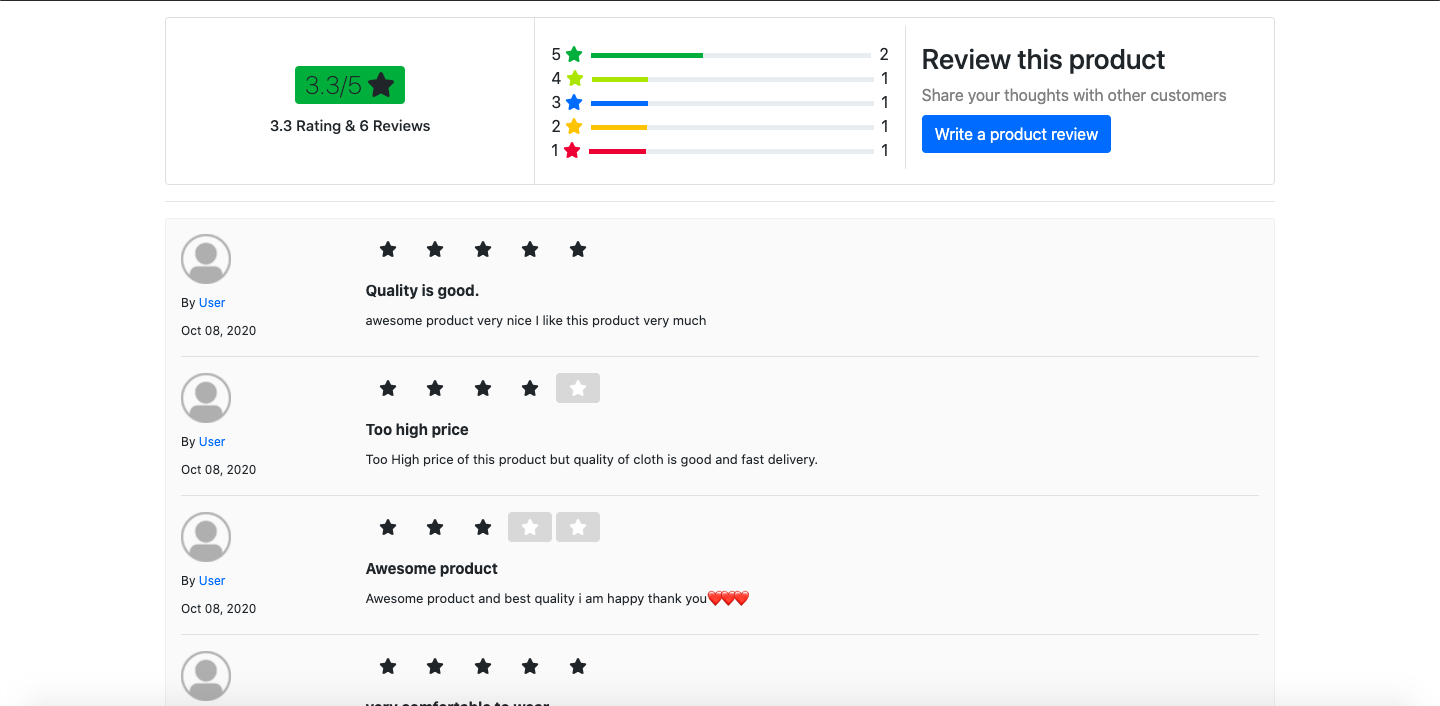 3.3/5
3.3 Rating & 6 Reviews
5 2
4 1
3 1
2 1
1 1
Review this product
Share your thoughts with other customers
Write a product review
By User
Oct 08, 2020
Quality is good.
awesome product very nice I like this product very much
By User
Oct 08, 2020
Too high price
Too High price of this product but quality of cloth is good and fast delivery.
By User
Oct 08, 2020
Awesome product
Awesome product and best quality i am happy thank you❤️❤️❤️
very comfortable to wear